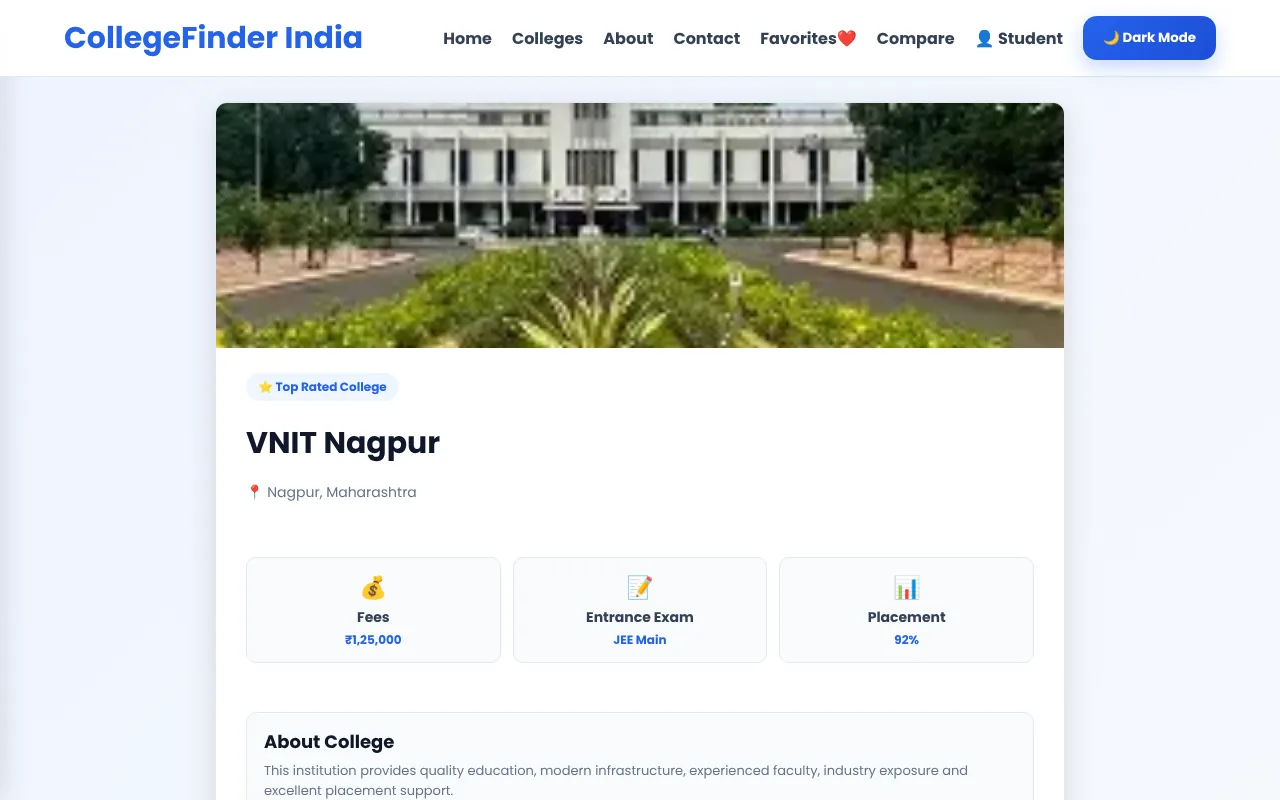 CollegeFinder India
Home Colleges About Contact Favorites❤️ Compare 👤 Student 🌙 Dark Mode
⭐ Top Rated College
VNIT Nagpur
📍 Nagpur, Maharashtra
💰 📝 📊
Fees Entrance Exam Placement
₹1,25,000 JEE Main 92%
About College
This institution provides quality education, modern infrastructure, experienced faculty, industry exposure and
excellent placement support.